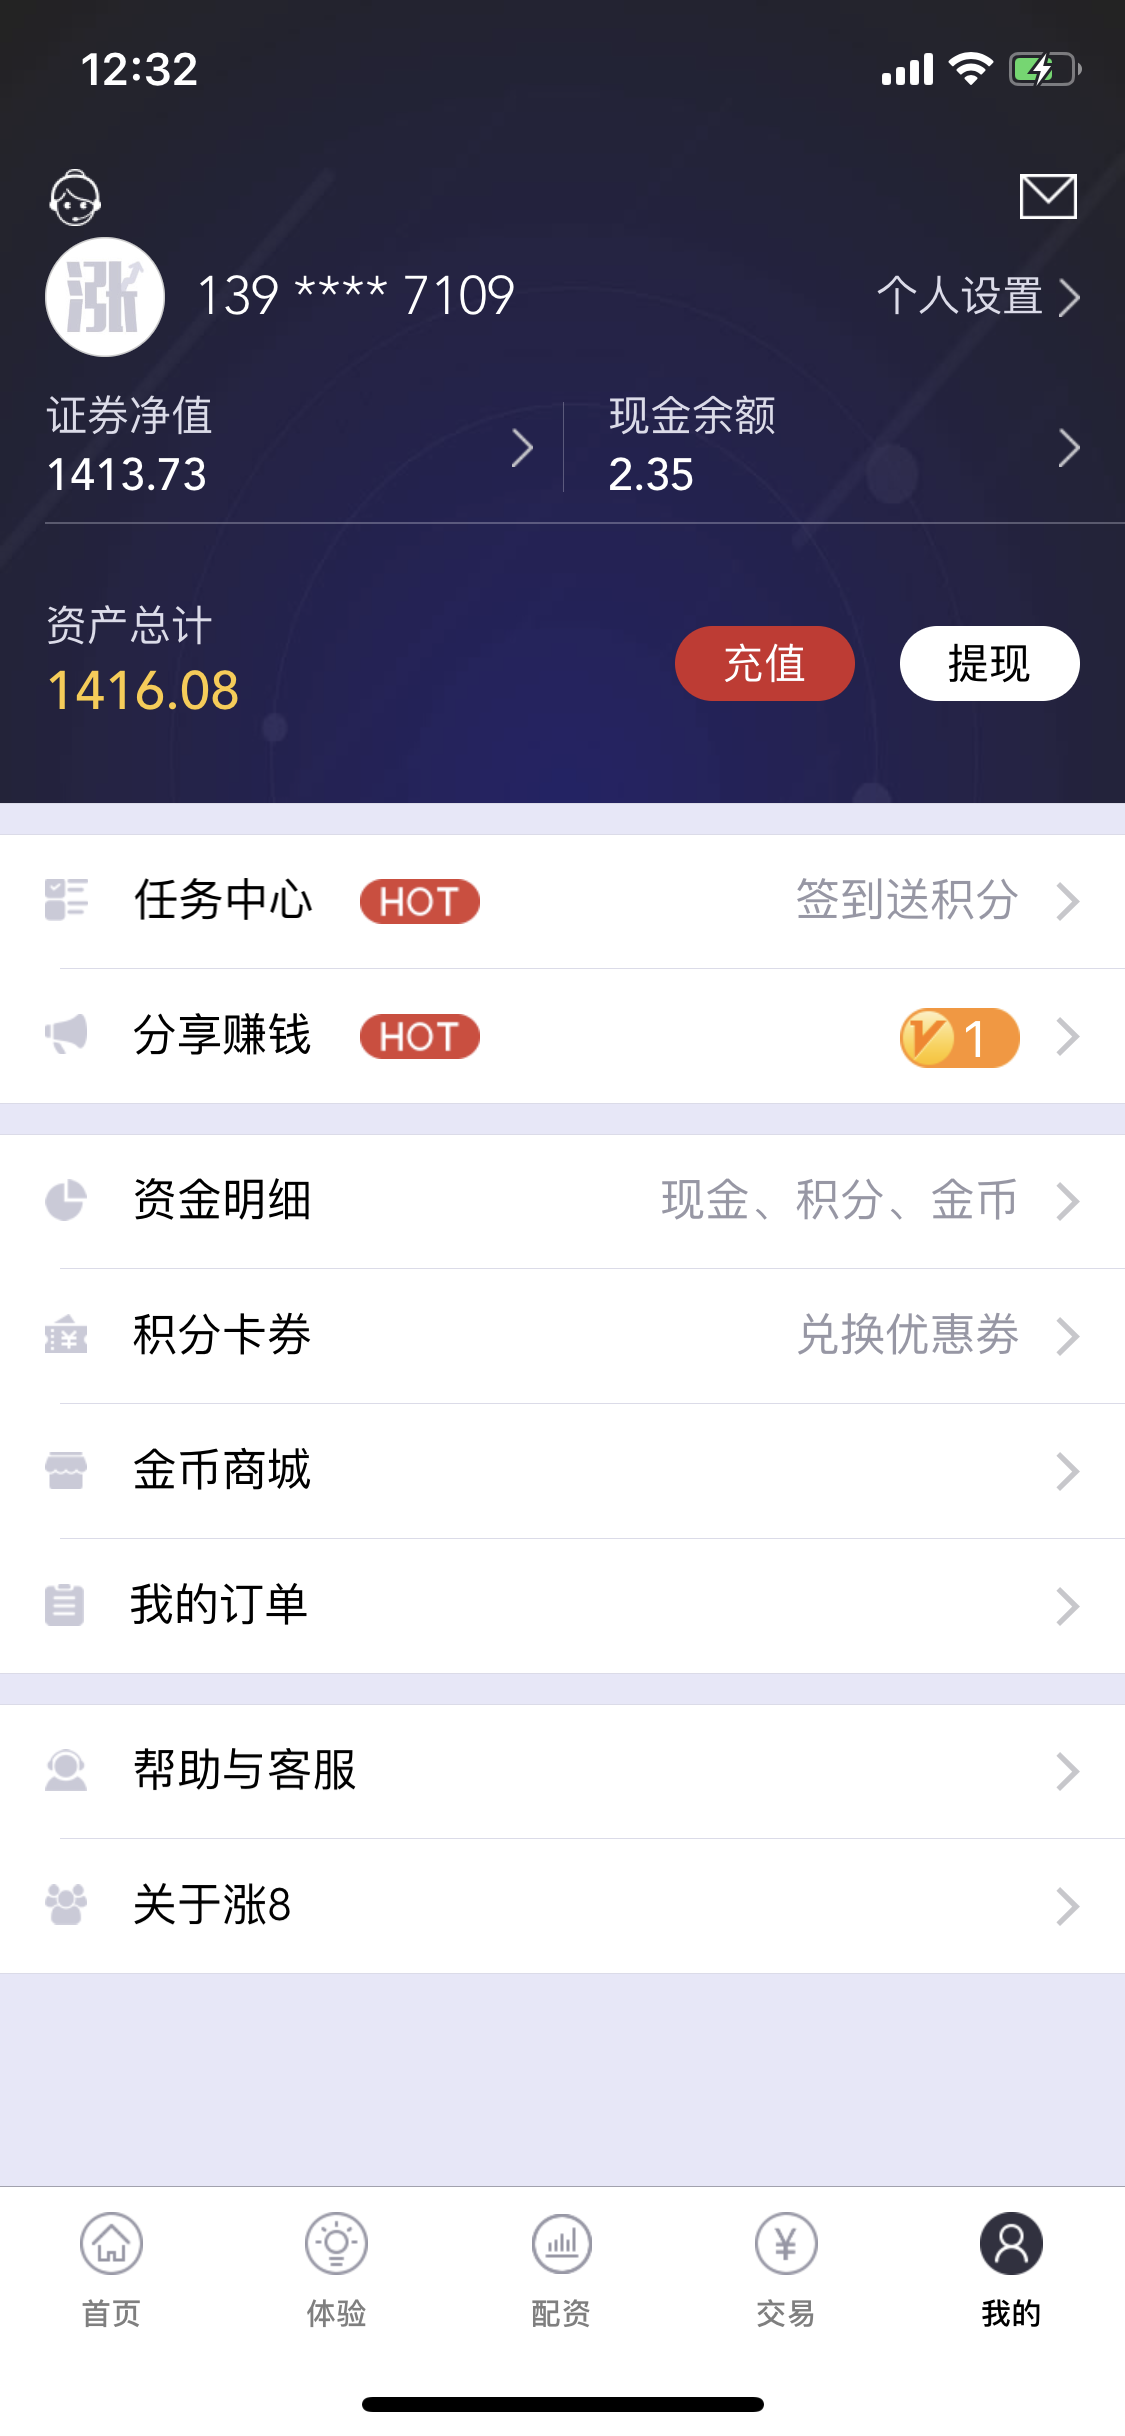 12:32
涨
139 **** 7109
个人设置
证券净值
现金余额
1413.73
2.35
资产总计
1416.08
充值
提现
任务中心
HOT
签到送积分
分享赚钱
HOT
V 1
资金明细
现金、积分、金币
积分卡券
兑换优惠券
金币商城
我的订单
帮助与客服
关于涨8
首页
体验
配资
交易
我的